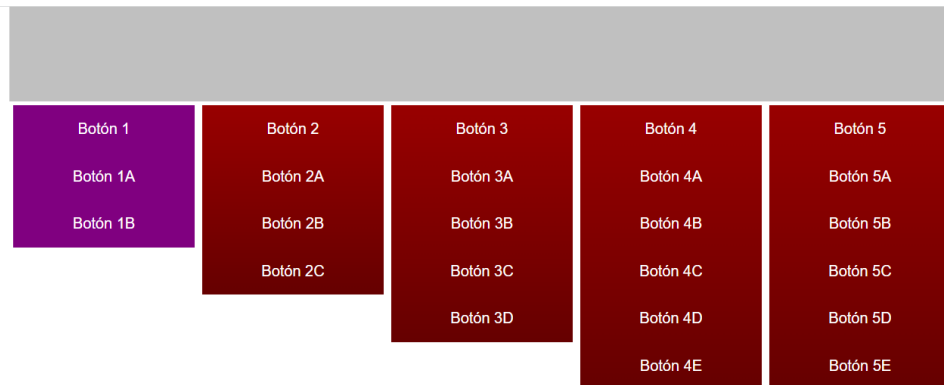 Botón 1
Botón 1A
Botón 1B
Botón 2
Botón 2A
Botón 2B
Botón 2C
Botón 3
Botón 3A
Botón 3B
Botón 3C
Botón 3D
Botón 4
Botón 4A
Botón 4B
Botón 4C
Botón 4D
Botón 4E
Botón 5
Botón 5A
Botón 5B
Botón 5C
Botón 5D
Botón 5E